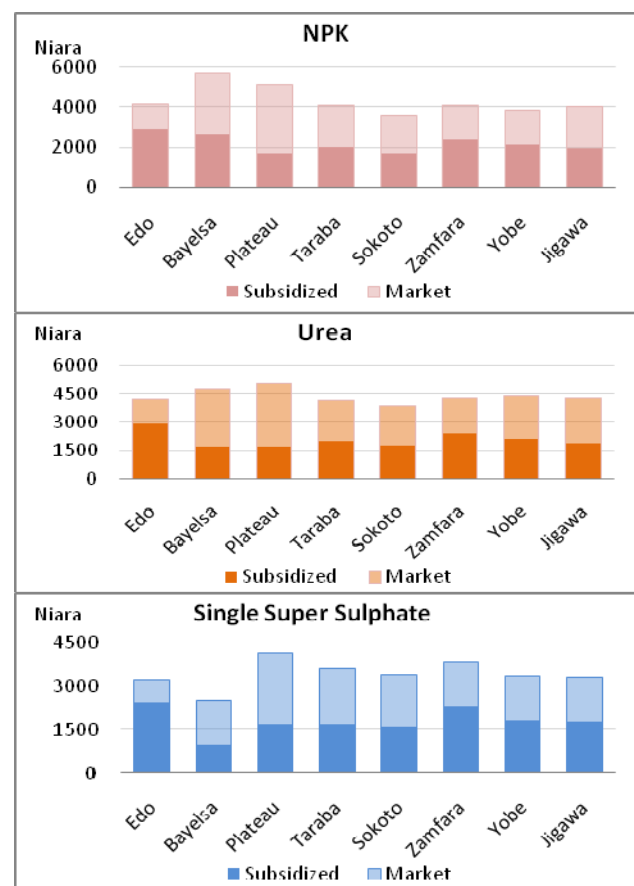 NPK
Niara
6000
4000
2000
0
Edo Bayelsa Plateau Taraba Sokoto Zamfara Yobe Jigawa
Subsidized Market
Urea
Niara
6000
4500
3000
1500
0
Edo Bayelsa Plateau Taraba Sokoto Zamfara Yobe Jigawa
Subsidized Market
Single Super Sulphate
Niara
4500
3000
1500
0
Edo Bayelsa Plateau Taraba Sokoto Zamfara Yobe Jigawa
Subsidized Market